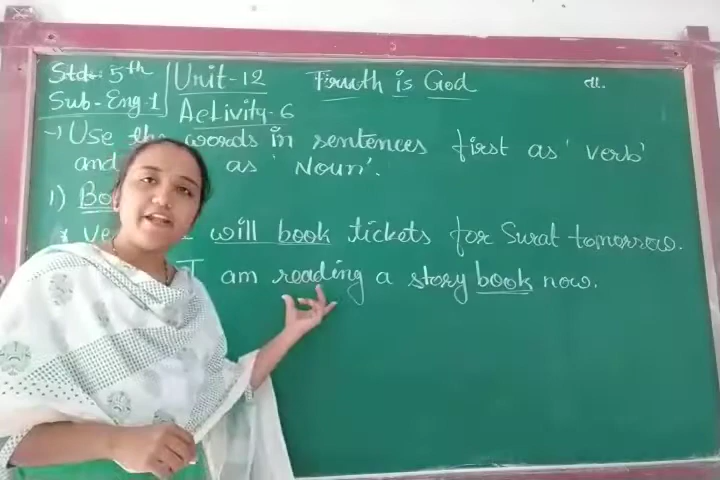 Std- 5th
Sub-Eng-1
Unit-12
Activity-6
Truth is God
→ Use the words in sentences first as 'verb'
and as 'Noun'.
1) Bo
* ve will book tickets for Surat tomorrow.
I am reading a story book now.